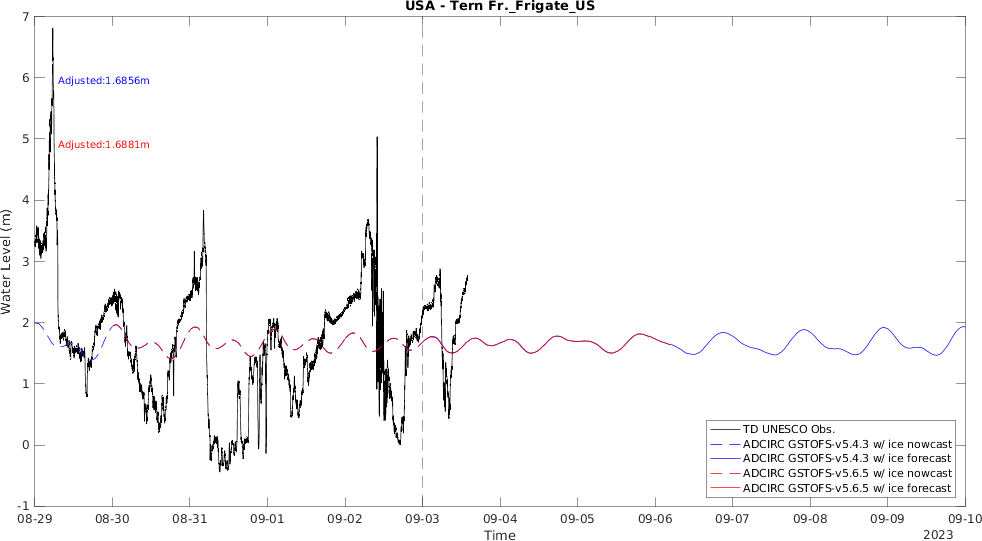 USA - Tern Fr._Frigate_US
7
6
5
4
3
2
1
0
-1
Water Level (m)
Adjusted:1.6856m
Adjusted:1.6881m
TD UNESCO Obs.
ADCIRC GSTOFS-v5.4.3 w/ ice nowcast
ADCIRC GSTOFS-v5.4.3 w/ ice forecast
ADCIRC GSTOFS-v5.6.5 w/ ice nowcast
ADCIRC GSTOFS-v5.6.5 w/ ice forecast
08-29 08-30 08-31 09-01 09-02 09-03 09-04 09-05 09-06 09-07 09-08 09-09 09-10
Time
2023